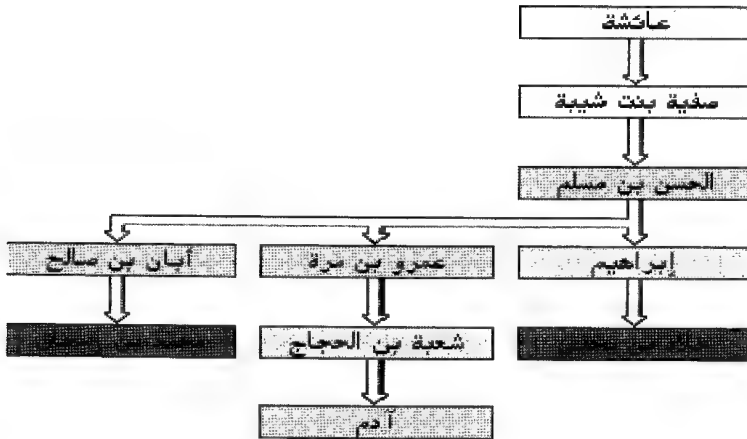 عائشة
صفية بنت شيبة
الحسن بن مسلم
إبراهيم
عمرو بن مرة
أبان بن صالح
شعبة بن الحجاج
آدم